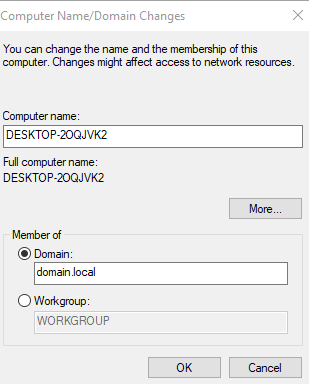 Computer Name/Domain Changes
You can change the name and the membership of this
computer. Changes might affect access to network resources.
Computer name:
DESKTOP-2OQJVK2
Full computer name:
DESKTOP-2OQJVK2
More...
Member of
Domain:
domain.local
Workgroup:
WORKGROUP
OK Cancel